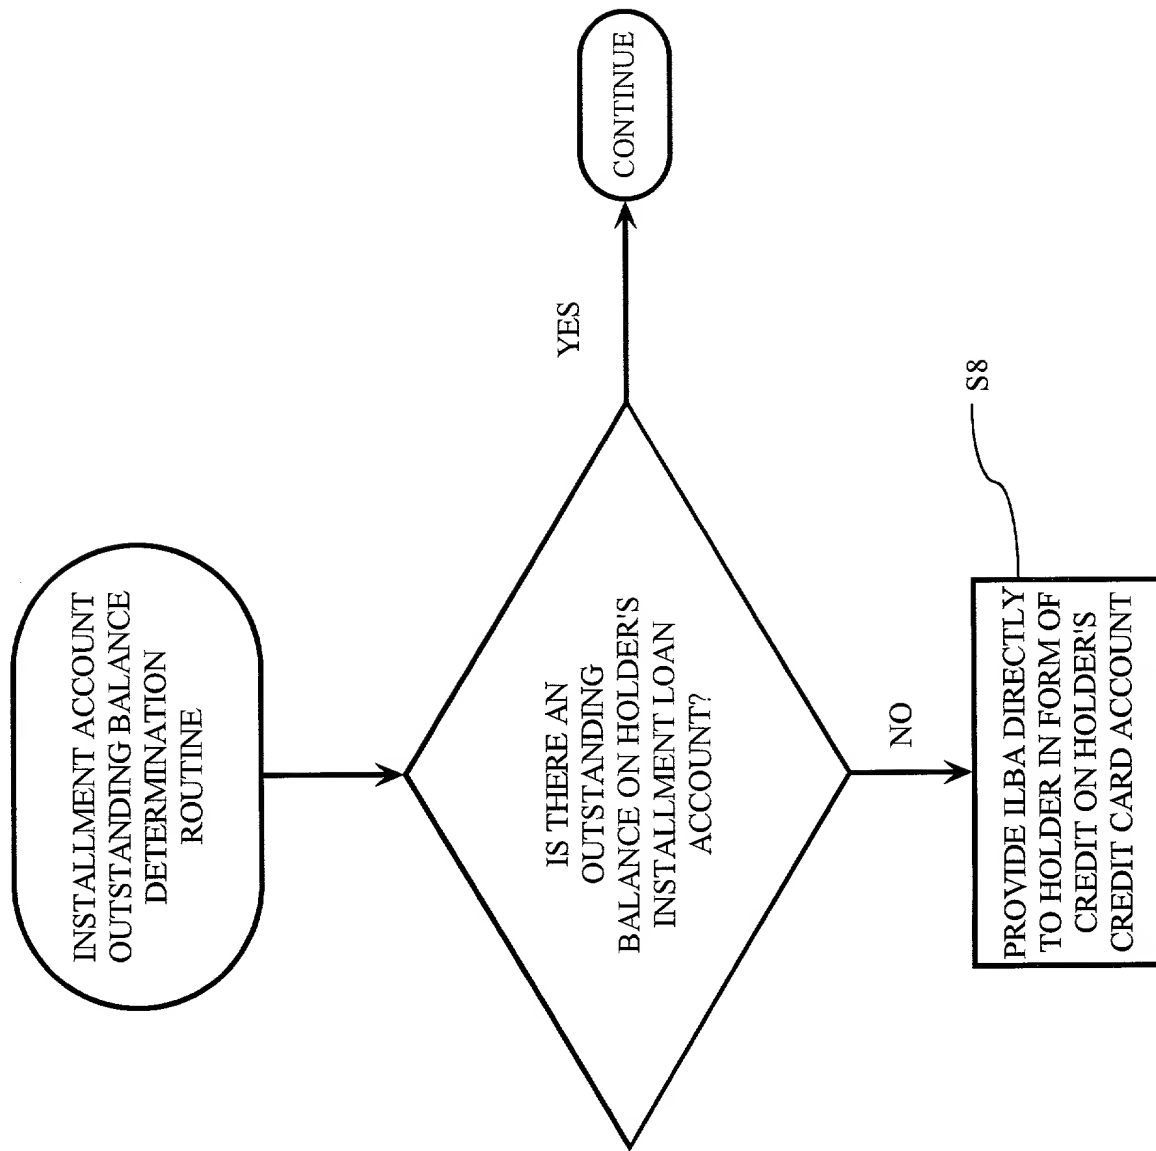 INSTALLMENT ACCOUNT
OUTSTANDING BALANCE
DETERMINATION
ROUTINE
IS THERE AN
OUTSTANDING
BALANCE ON HOLDER'S
INSTALLMENT LOAN
ACCOUNT?
YES
CONTINUE
NO
PROVIDE ILBA DIRECTLY
TO HOLDER IN FORM OF
CREDIT ON HOLDER'S
CREDIT CARD ACCOUNT
S8